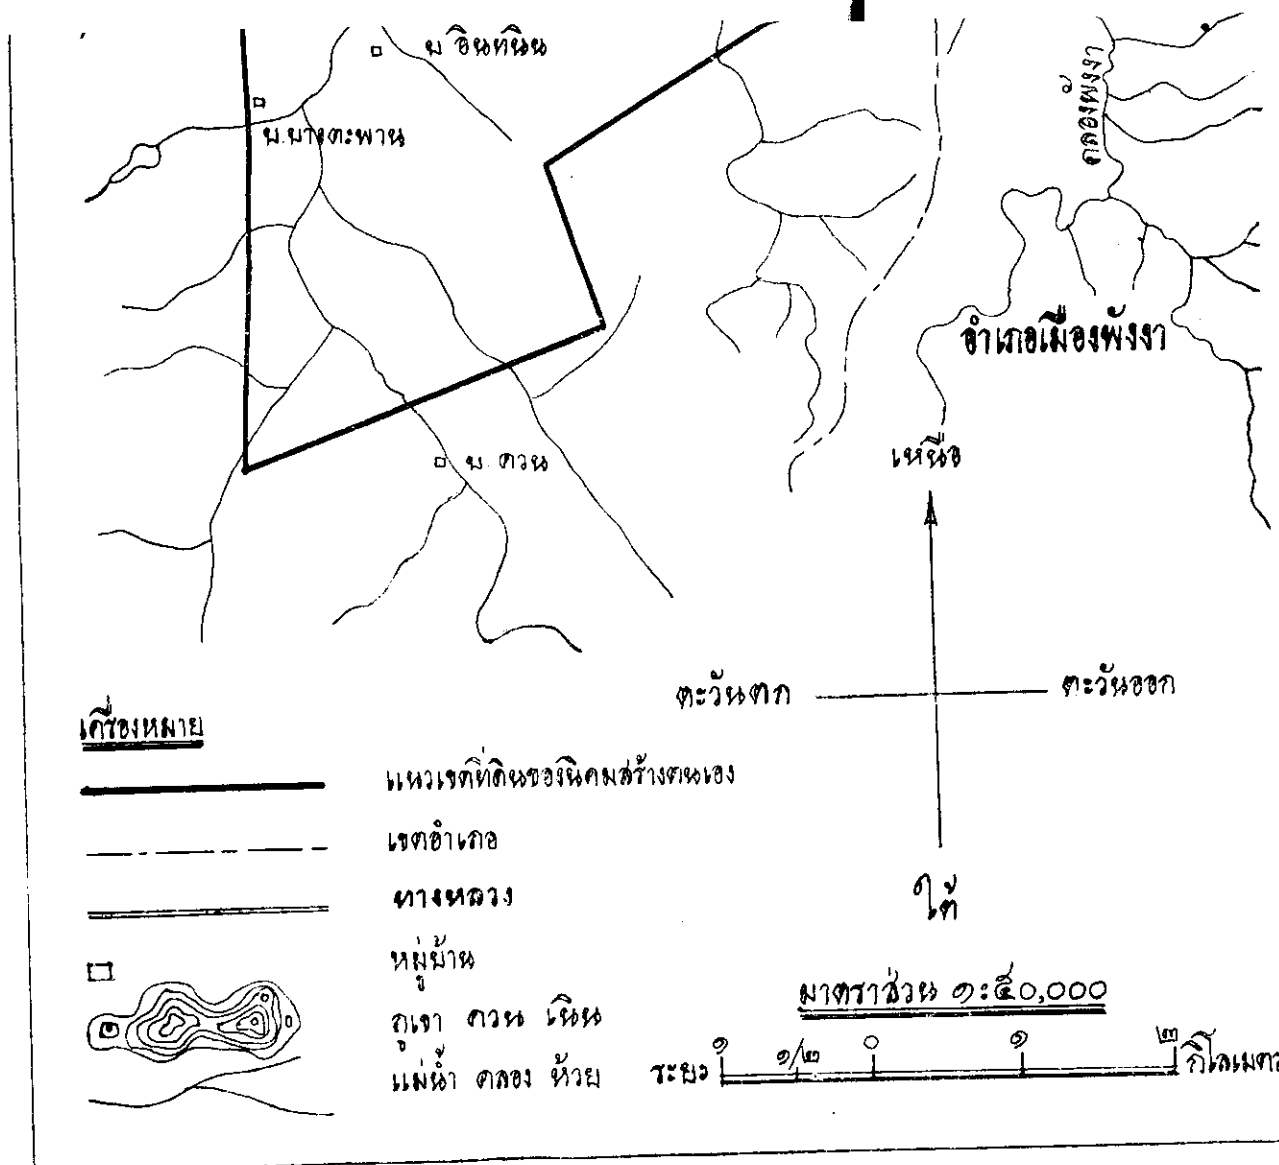 บ อินทนิน
บ.บางตะพาน
คลองพังงา
อำเภอเมืองพังงา
บ. ควน
เหนือ
ตะวันตก
ตะวันออก
ใต้
เครื่องหมาย
แนวเขตที่ดินของนิคมสร้างตนเอง
เขตอำเภอ
ทางหลวง
หมู่บ้าน
ภูเขา ควน เนิน
แม่น้ำ คลอง ห้วย
มาตราส่วน ๑:๕๐,๐๐๐
ระยะ ๑ ๑/๒ ๐ ๑ ๒ กิโลเมตร